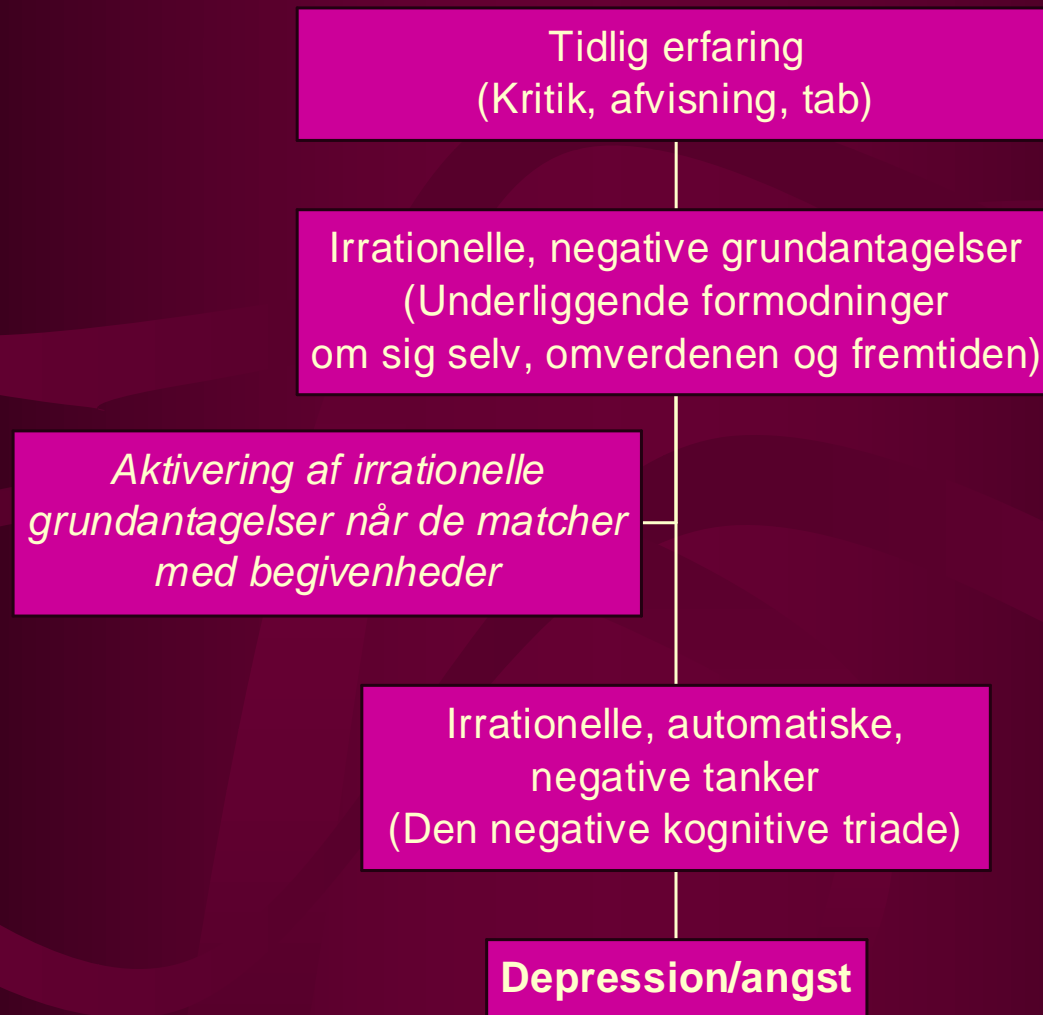 Tidlig erfaring
(Kritik, afvisning, tab)
Irrationelle, negative grundantagelser
(Underliggende formodninger
om sig selv, omverdenen og fremtiden)
Aktivering af irrationelle
grundantagelser når de matcher
med begivenheder
Irrationelle, automatiske,
negative tanker
(Den negative kognitive triade)
Depression/angst